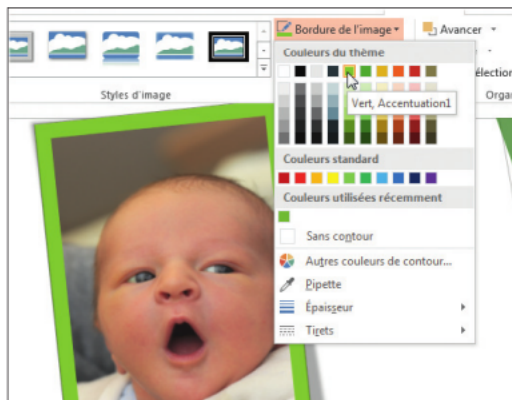 Bordure de l'image
Avancer
Couleurs du thème
Styles d'image
Vert, Accentuation1
Couleurs standard
Couleurs utilisées récemment
Sans contour
Autres couleurs de contour...
Pipette
Épaisseur
Tirets